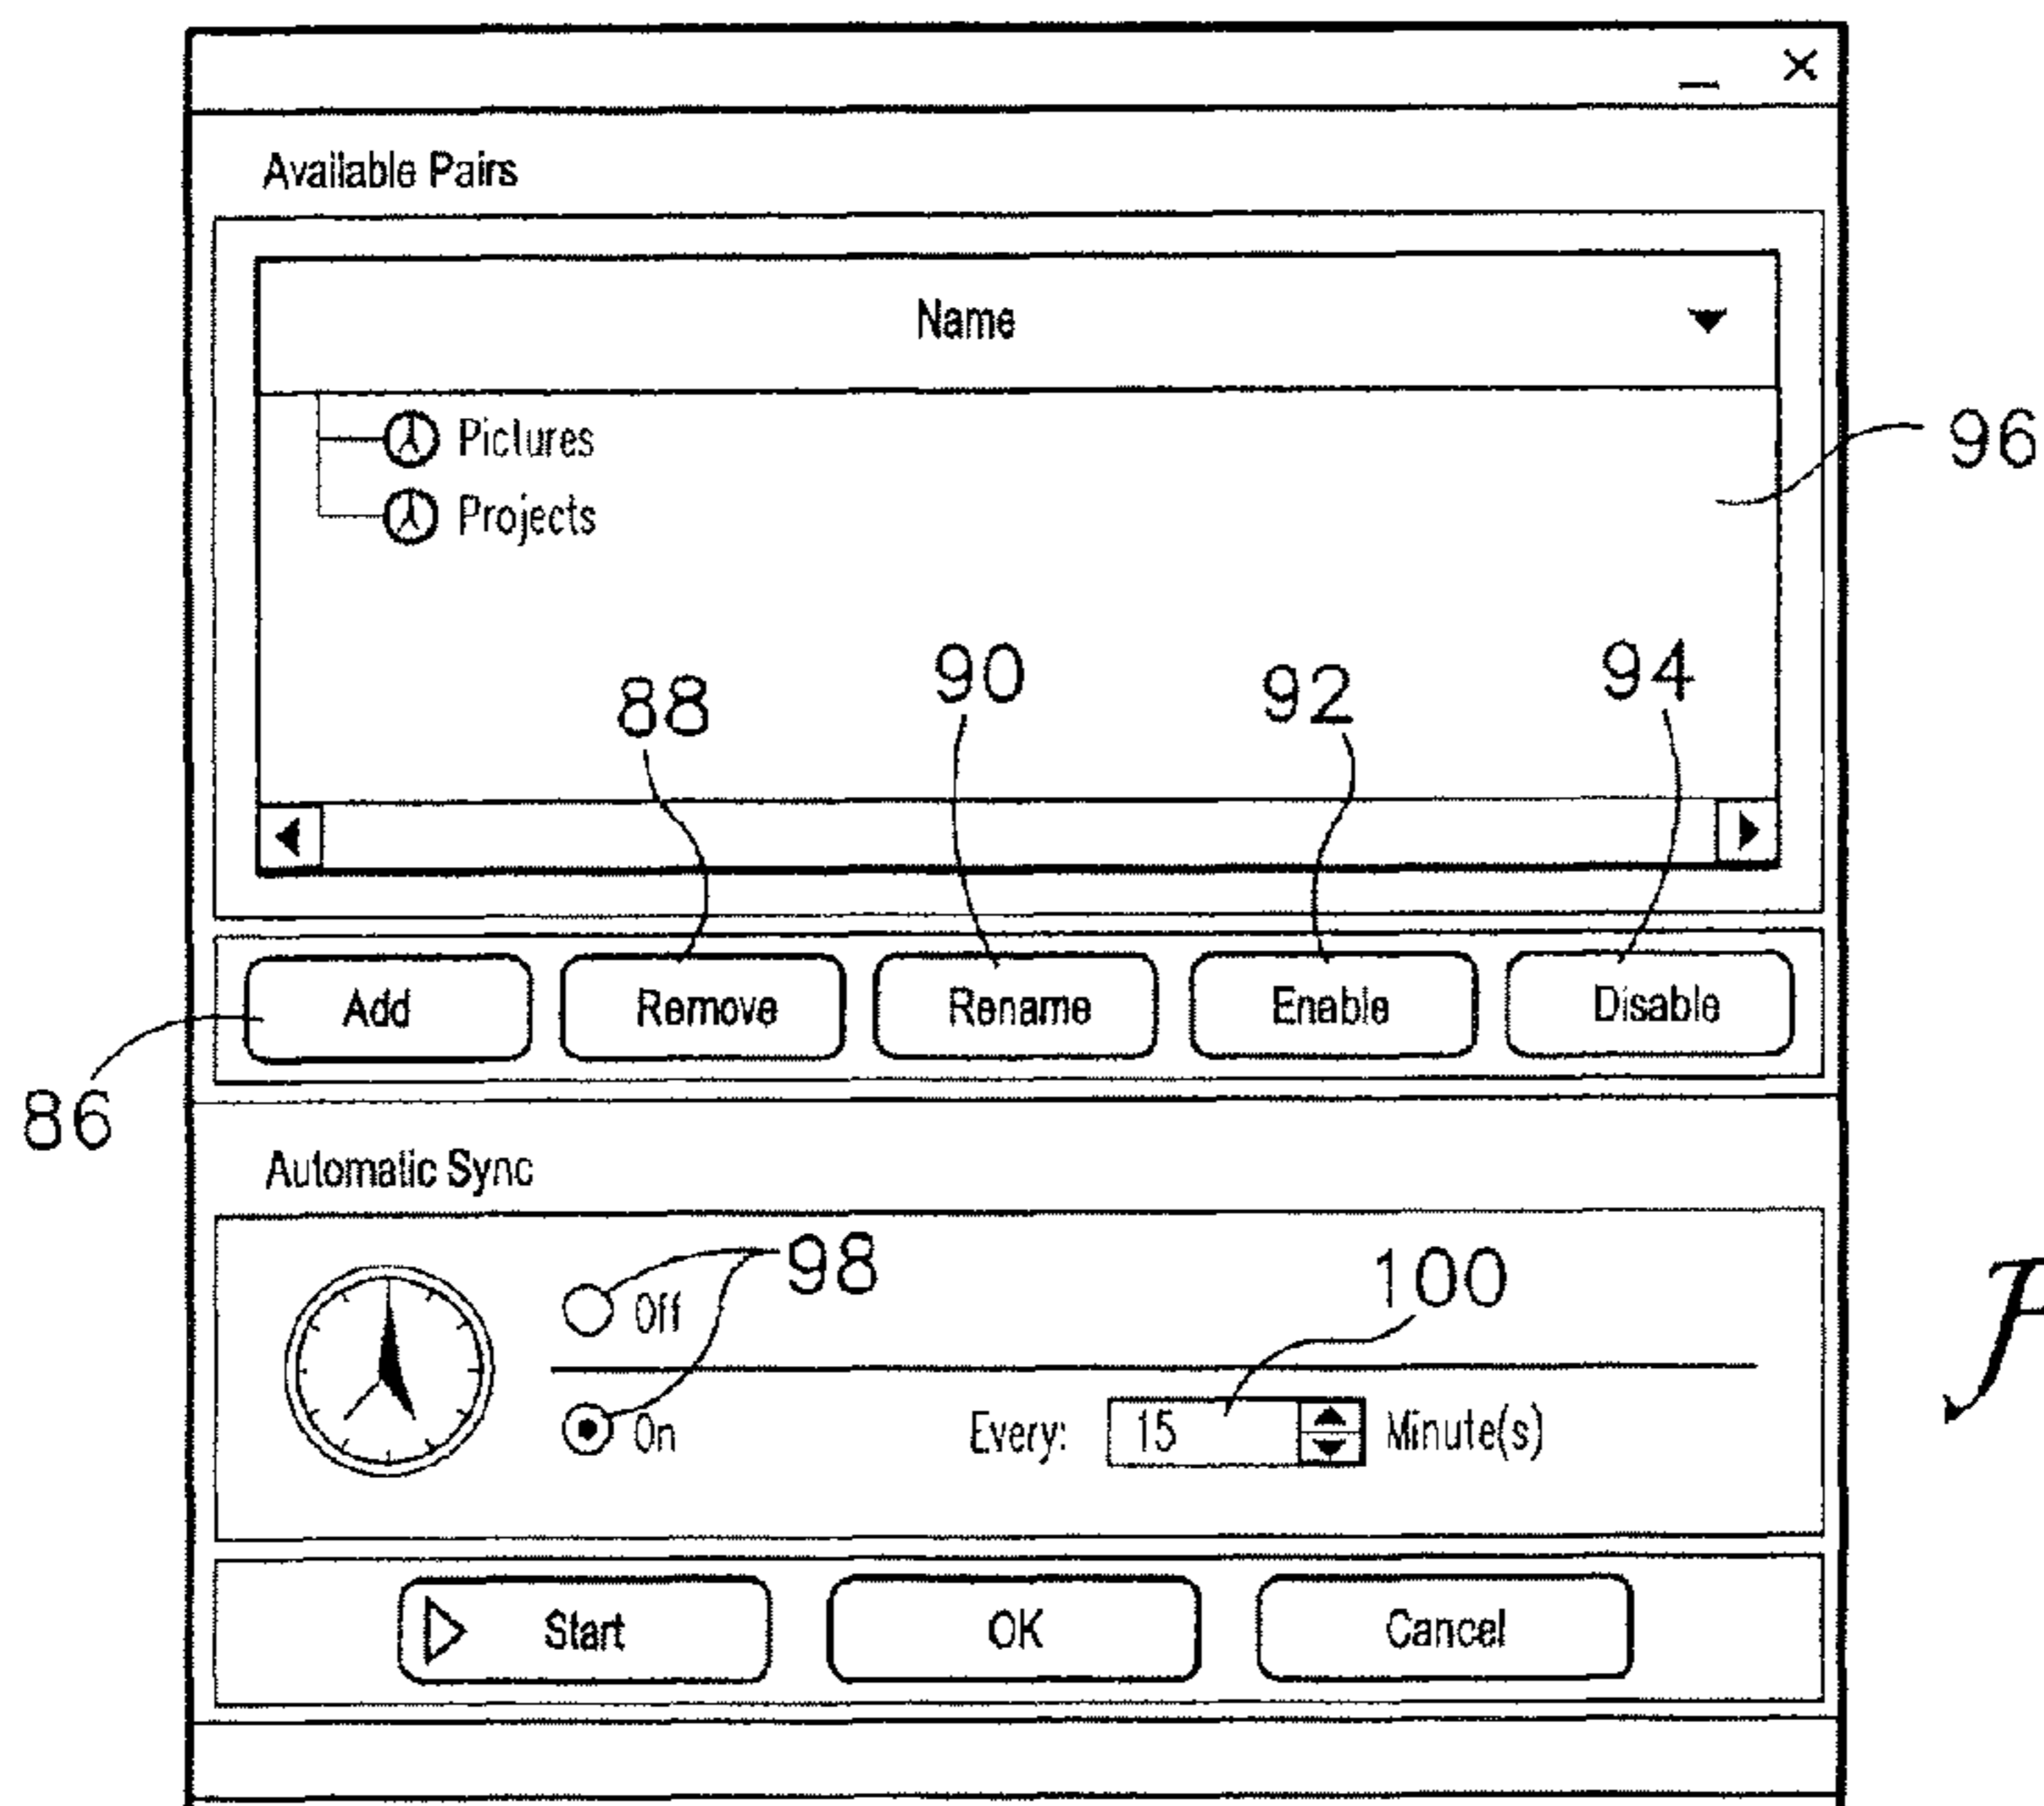 Available Pairs
Name
Pictures
Projects
96
88
90
92
94
Add
Remove
Rename
Enable
Disable
86
Automatic Sync
98
100
Off
On
Every:
15
Minute(s)
Start
OK
Cancel